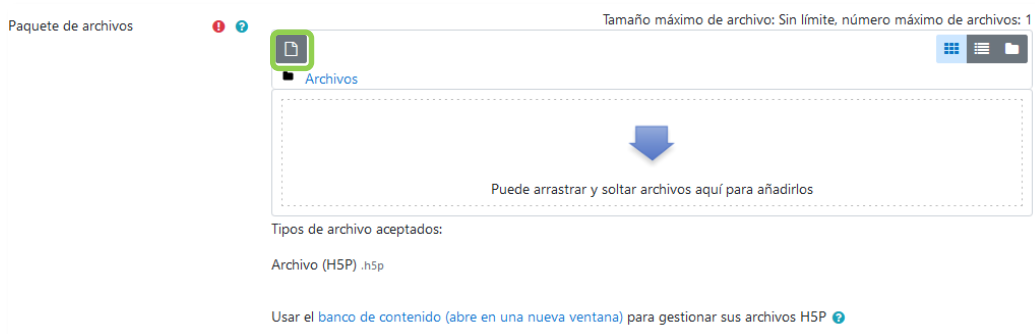 Tamaño máximo de archivo: Sin límite, número máximo de archivos: 1
Paquete de archivos
Archivos
Puede arrastrar y soltar archivos aquí para añadirlos
Tipos de archivo aceptados:
Archivo (H5P) .h5p
Usar el banco de contenido (abre en una nueva ventana) para gestionar sus archivos H5P